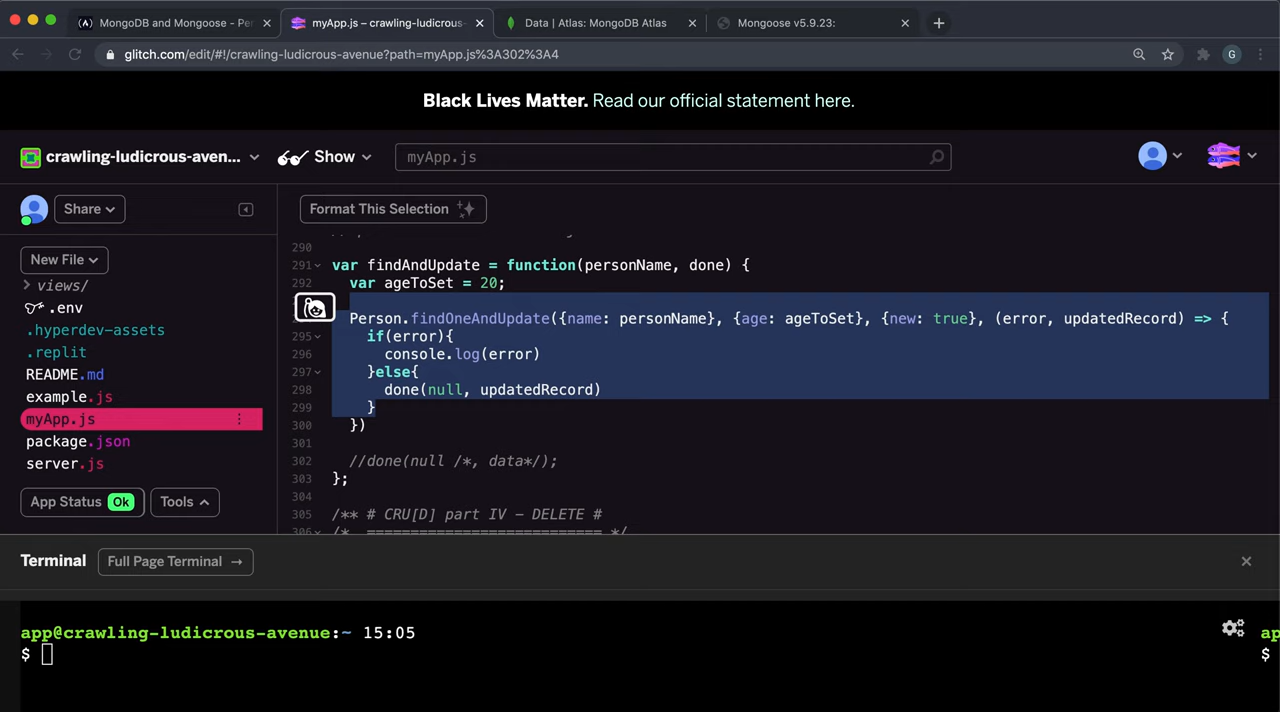 MongoDB and Mongoose - Pe
myApp.js – crawling-ludicrous-
Data | Atlas: MongoDB Atlas
Mongoose v5.9.23:
glitch.com/edit/#!/crawling-ludicrous-avenue?path=myApp.js%3A302%3A4
G
Black Lives Matter. Read our official statement here.
crawling-ludicrous-aven...
Show
myApp.js
Share
Format This Selection
New File
views/
.env
.hyperdev-assets
.replit
README.md
example.js
myApp.js
package.json
server.js
App Status Ok
Tools
290
291 var findAndUpdate = function(personName, done) {
292 var ageToSet = 20;
Person.findOneAndUpdate({name: personName}, {age: ageToSet}, {new: true}, (error, updatedRecord) => {
295 if(error){
296 console.log(error)
297 }else{
298 done(null, updatedRecord)
299 }
300 })
301
302 //done(null /*, data*/);
303 };
304
305 /** # CRU[D] part IV - DELETE #
306 /* =========================== */
Terminal
Full Page Terminal →
app@crawling-ludicrous-avenue:~ 15:05
$
ap
$